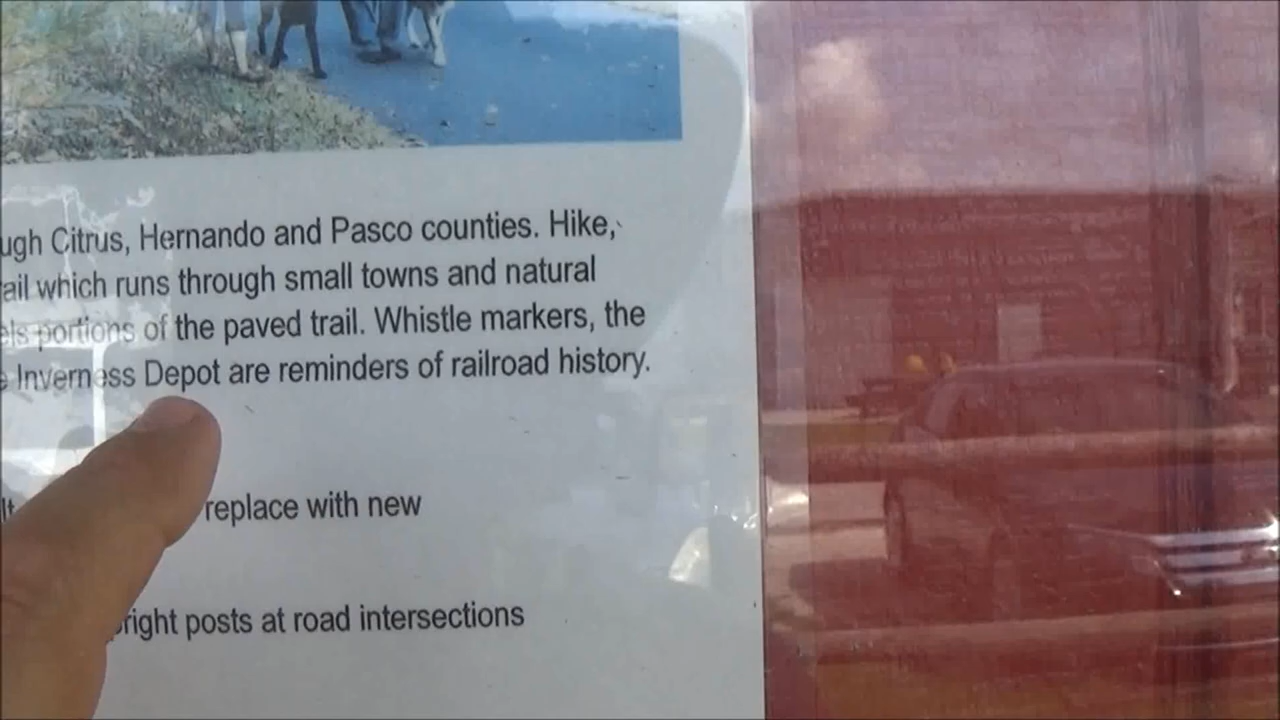 ugh Citrus, Hernando and Pasco counties. Hike,
ail which runs through small towns and natural
els portions of the paved trail. Whistle markers, the
e Inverness Depot are reminders of railroad history.
lt replace with new
right posts at road intersections